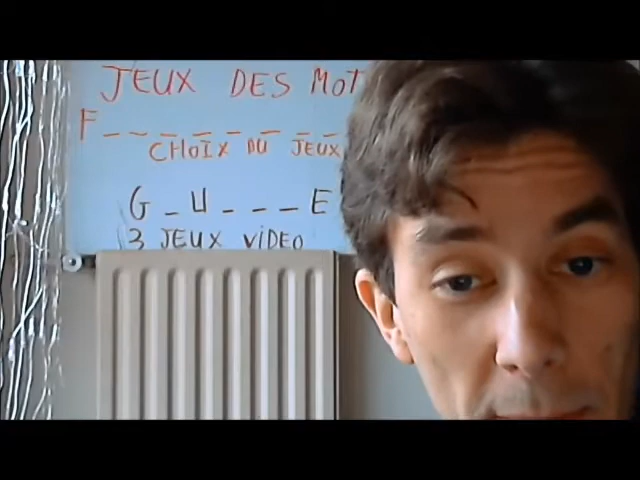 JEUX DES MOT
F _ _ _ _ _ _ _ _
CHOIX DU JEUX
G _ U _ _ _ E
3 JEUX VIDEO